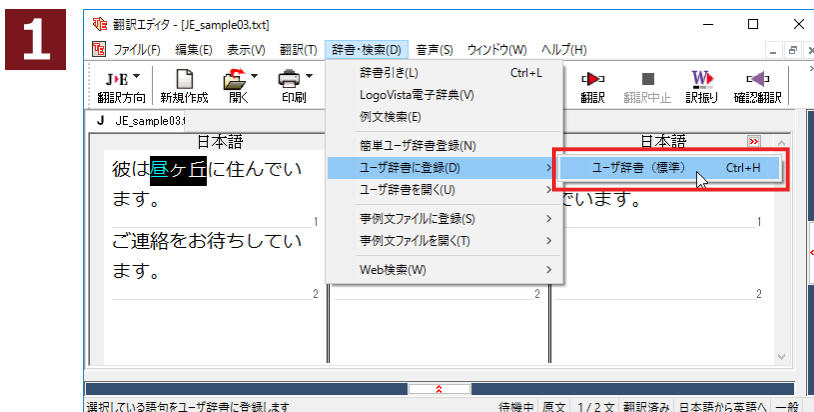 1
翻訳エディタ - [JE_sample03.txt]
ファイル(F) 編集(E) 表示(V) 翻訳(T) 辞書・検索(D) 音声(S) ウィンドウ(W) ヘルプ(H)
J▸E
翻訳方向 新規作成 開く 印刷
翻訳 翻訳中止 訳振り 確認翻訳
J JE_sample03.t
日本語
彼は昼ヶ丘に住んでい
ます。
1
ご連絡をお待ちしてい
ます。
2
辞書引き(L) Ctrl+L
LogoVista電子辞典(V)
例文検索(E)
簡単ユーザ辞書登録(N)
ユーザ辞書に登録(D)
ユーザ辞書を開く(U)
事例文ファイルに登録(S)
事例文ファイルを開く(T)
Web検索(W)
ユーザ辞書（標準） Ctrl+H
2
日本語
でいます。
1
2
選択している語句をユーザ辞書に登録します
待機中 原文 1/2文 翻訳済み 日本語から英語へ 一般